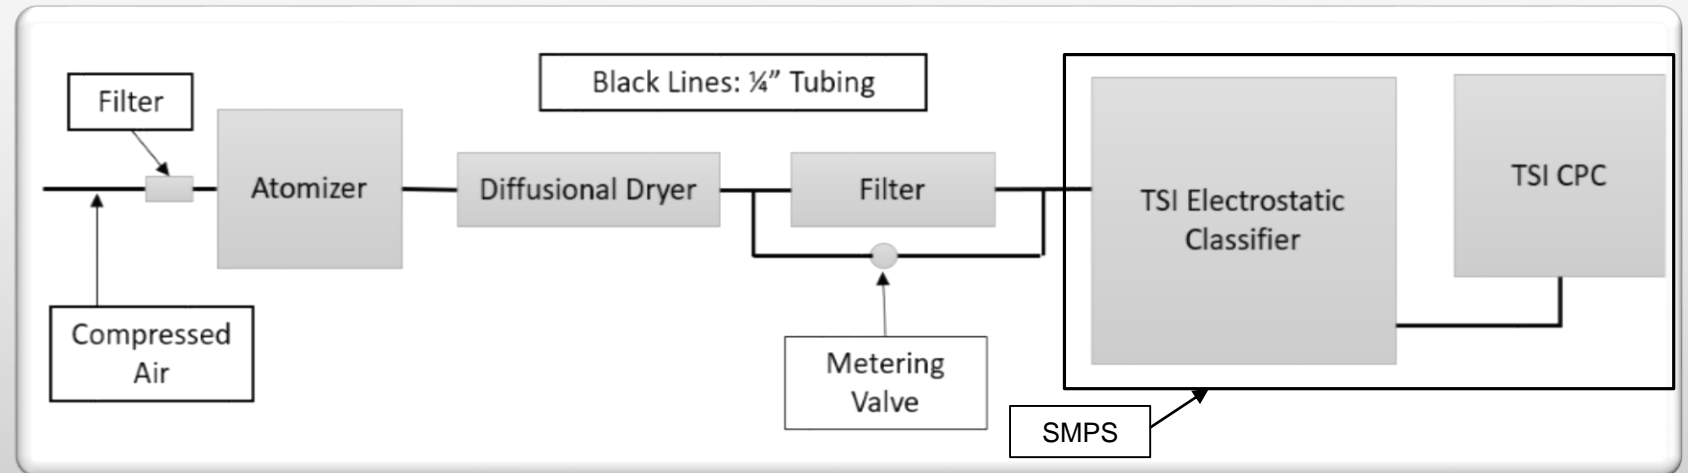 Filter
Black Lines: ¼” Tubing
Atomizer
Diffusional Dryer
Filter
TSI Electrostatic
Classifier
TSI CPC
Compressed
Air
Metering
Valve
SMPS